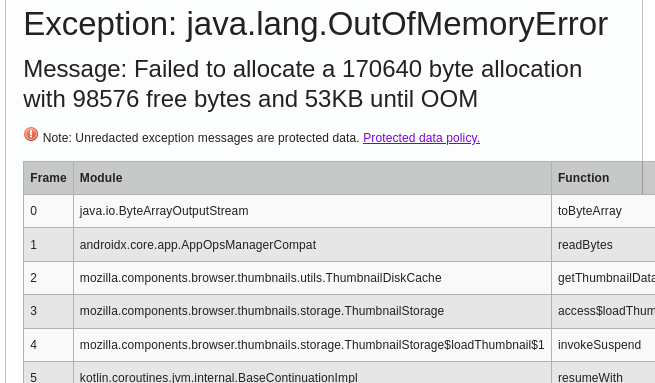 Exception: java.lang.OutOfMemoryError
Message: Failed to allocate a 170640 byte allocation
with 98576 free bytes and 53KB until OOM
Note: Unredacted exception messages are protected data. Protected data policy.
Frame Module Function
0 java.io.ByteArrayOutputStream toByteArray
1 androidx.core.app.AppOpsManagerCompat readBytes
2 mozilla.components.browser.thumbnails.utils.ThumbnailDiskCache getThumbnailData
3 mozilla.components.browser.thumbnails.storage.ThumbnailStorage access$loadThum
4 mozilla.components.browser.thumbnails.storage.ThumbnailStorage$loadThumbnail$1 invokeSuspend
5 kotlin.coroutines.jvm.internal.BaseContinuationImpl resumeWith